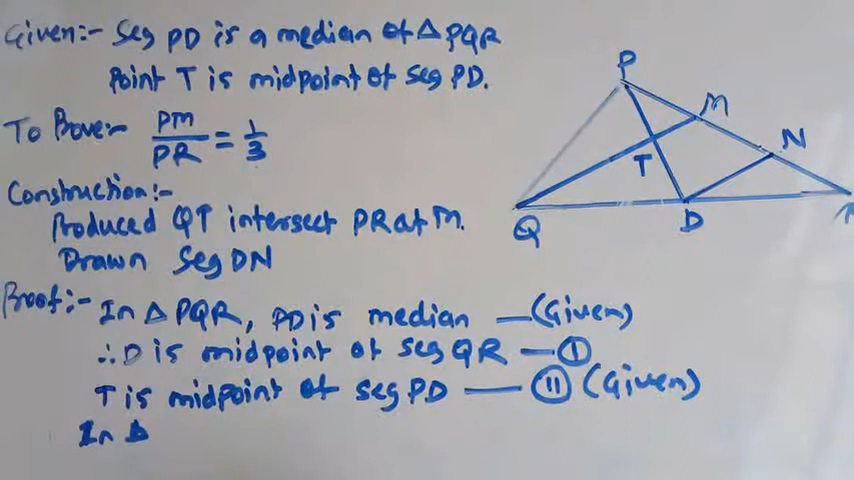 Given:- Seg PD is a median of △PQR
Point T is midpoint of seg PD.
To Prove:- PM/PR = 1/3
Construction:-
Produced QT intersect PR at M.
Drawn Seg DN
Proof:- In △PQR, PD is median —(Given)
∴D is midpoint of seg QR — Ⓘ
T is midpoint of seg PD — Ⓘⓘ (Given)
In △
P
M
N
T
Q
D